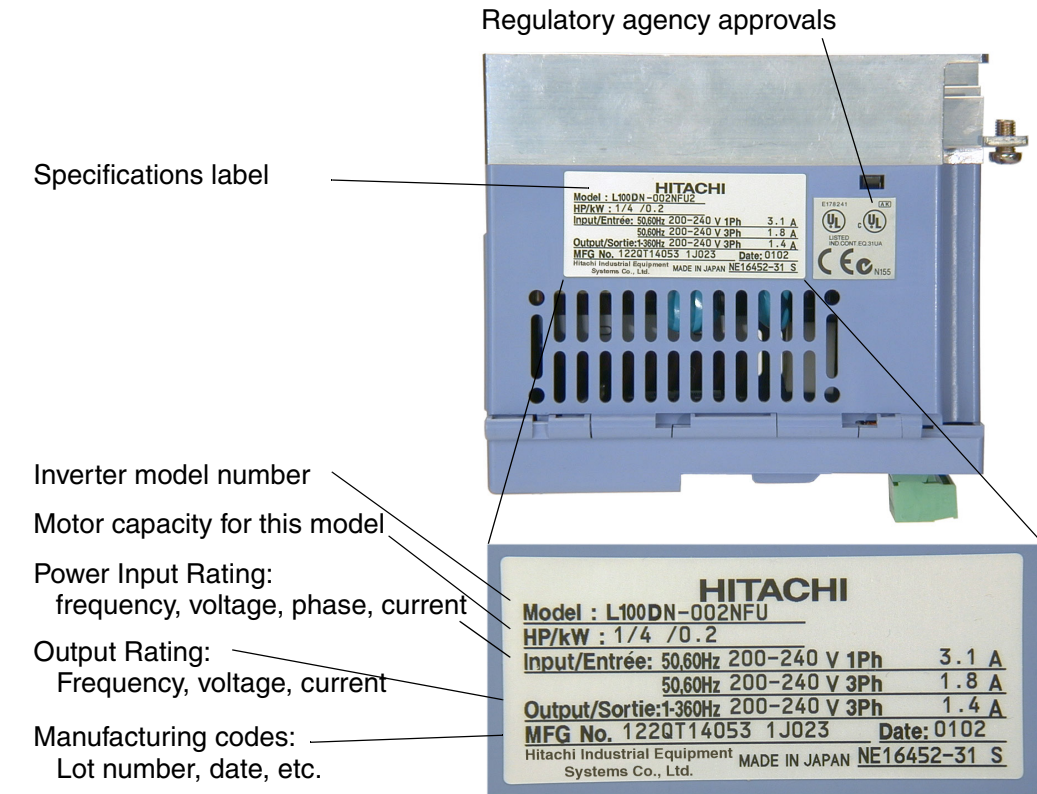 Regulatory agency approvals
Specifications label
HITACHI
Model : L100DN-002NFU2
HP/kW : 1/4 /0.2
Input/Entrée: 50,60Hz 200-240 V 1Ph 3.1 A
50,60Hz 200-240 V 3Ph 1.8 A
Output/Sortie:1-360Hz 200-240 V 3Ph 1.4 A
MFG No. 122QT14053 1J023 Date: 0102
Hitachi Industrial Equipment
Systems Co., Ltd. MADE IN JAPAN NE16452-31 S
E178241 AK
UL c UL
LISTED
IND.CONT.EQ.31UA
CE N155
Inverter model number
Motor capacity for this model
Power Input Rating:
frequency, voltage, phase, current
Output Rating:
Frequency, voltage, current
Manufacturing codes:
Lot number, date, etc.
HITACHI
Model : L100DN-002NFU
HP/kW : 1/4 /0.2
Input/Entrée: 50,60Hz 200-240 V 1Ph 3.1 A
50,60Hz 200-240 V 3Ph 1.8 A
Output/Sortie:1-360Hz 200-240 V 3Ph 1.4 A
MFG No. 122QT14053 1J023 Date: 0102
Hitachi Industrial Equipment
Systems Co., Ltd. MADE IN JAPAN NE16452-31 S